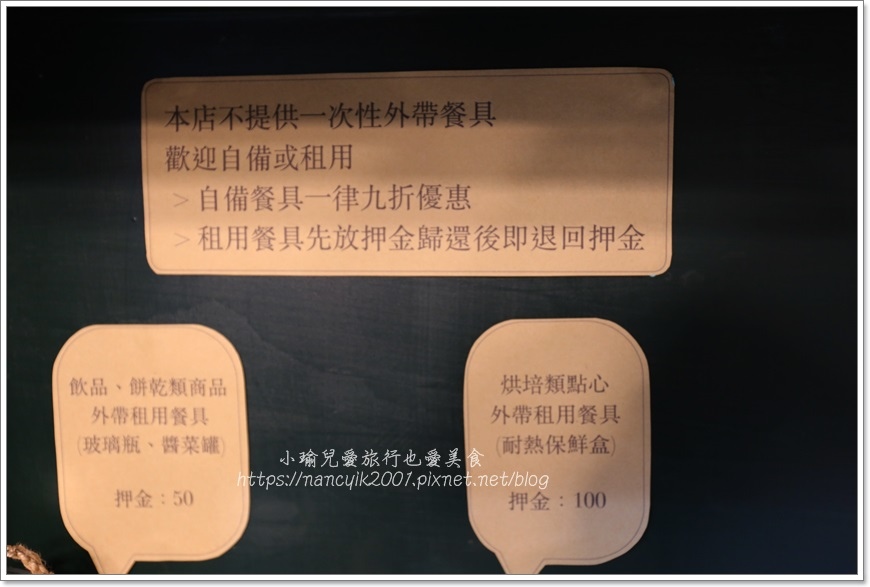 本店不提供一次性外帶餐具
歡迎自備或租用
> 自備餐具一律九折優惠
> 租用餐具先放押金歸還後即退回押金
飲品、餅乾類商品
外帶租用餐具
(玻璃瓶、醬菜罐)
押金：50
烘培類點心
外帶租用餐具
(耐熱保鮮盒)
押金：100
小瑜兒愛旅行也愛美食
https://nancylk2001.pixnet.net/blog